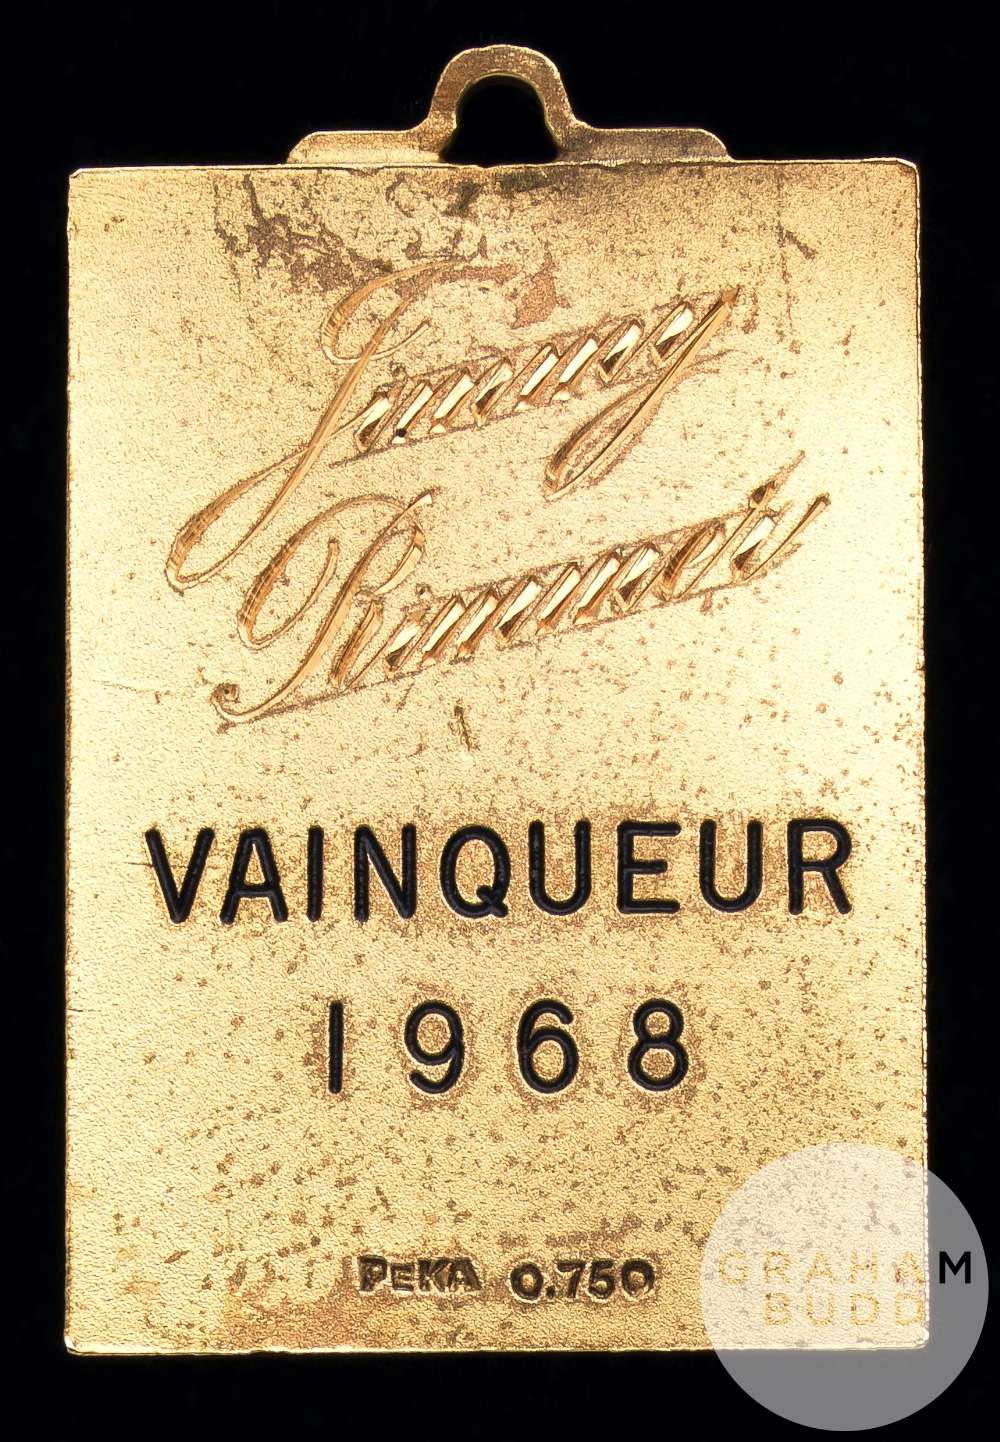 Jimmy
Rimmer
VAINQUEUR
1968
PEKA 0.750
GRAHAM
BUDD